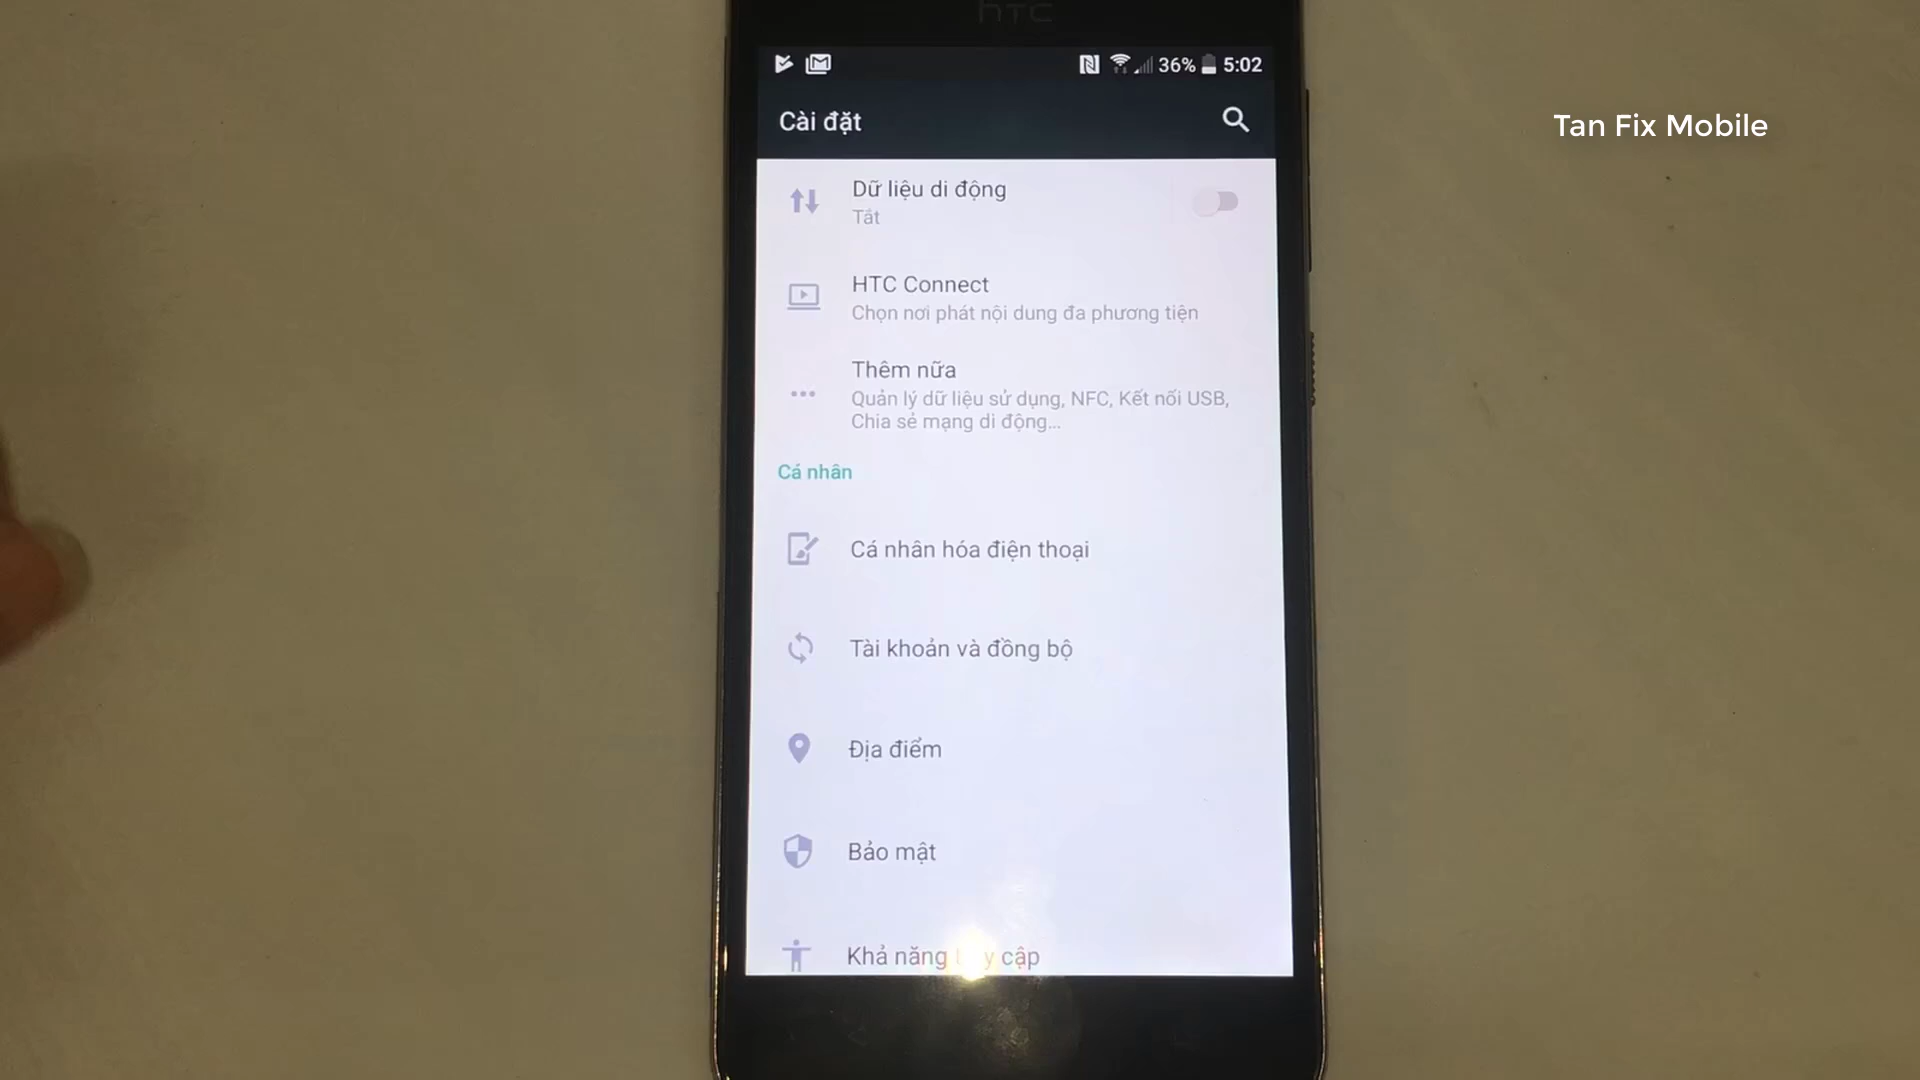 hTC
36% 5:02
Cài đặt
Tan Fix Mobile
Dữ liệu di động
Tắt
HTC Connect
Chọn nơi phát nội dung đa phương tiện
Thêm nữa
Quản lý dữ liệu sử dụng, NFC, Kết nối USB,
Chia sẻ mạng di động...
Cá nhân
Cá nhân hóa điện thoại
Tài khoản và đồng bộ
Địa điểm
Bảo mật
Khả năng cập